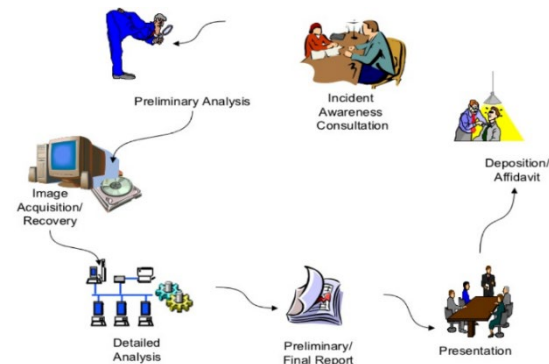 Preliminary Analysis
Incident
Awareness
Consultation
Deposition/
Affidavit
Image
Acquisition/
Recovery
Detailed
Analysis
Preliminary/
Final Report
Presentation